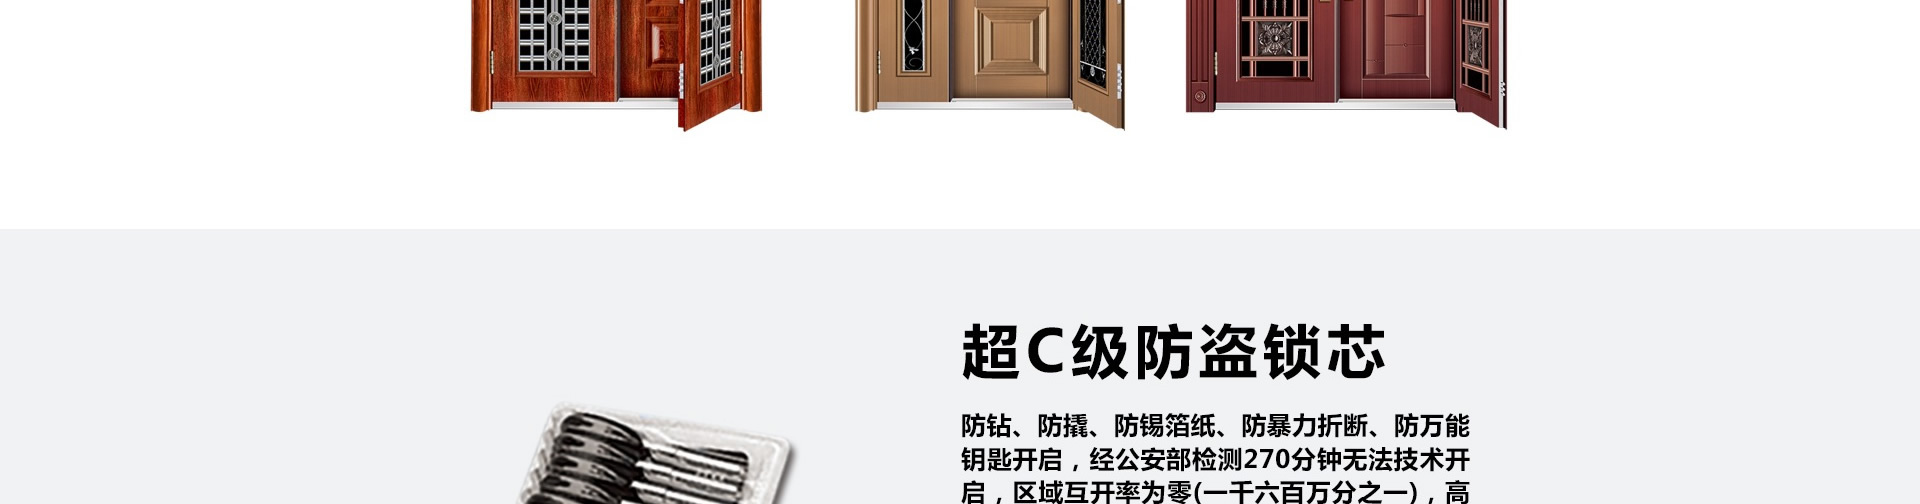 超C级防盗锁芯
防钻、防撬、防锡箔纸、防暴力折断、防万能
钥匙开启，经公安部检测270分钟无法技术开
启，区域互开率为零(一千六百万分之一)，高